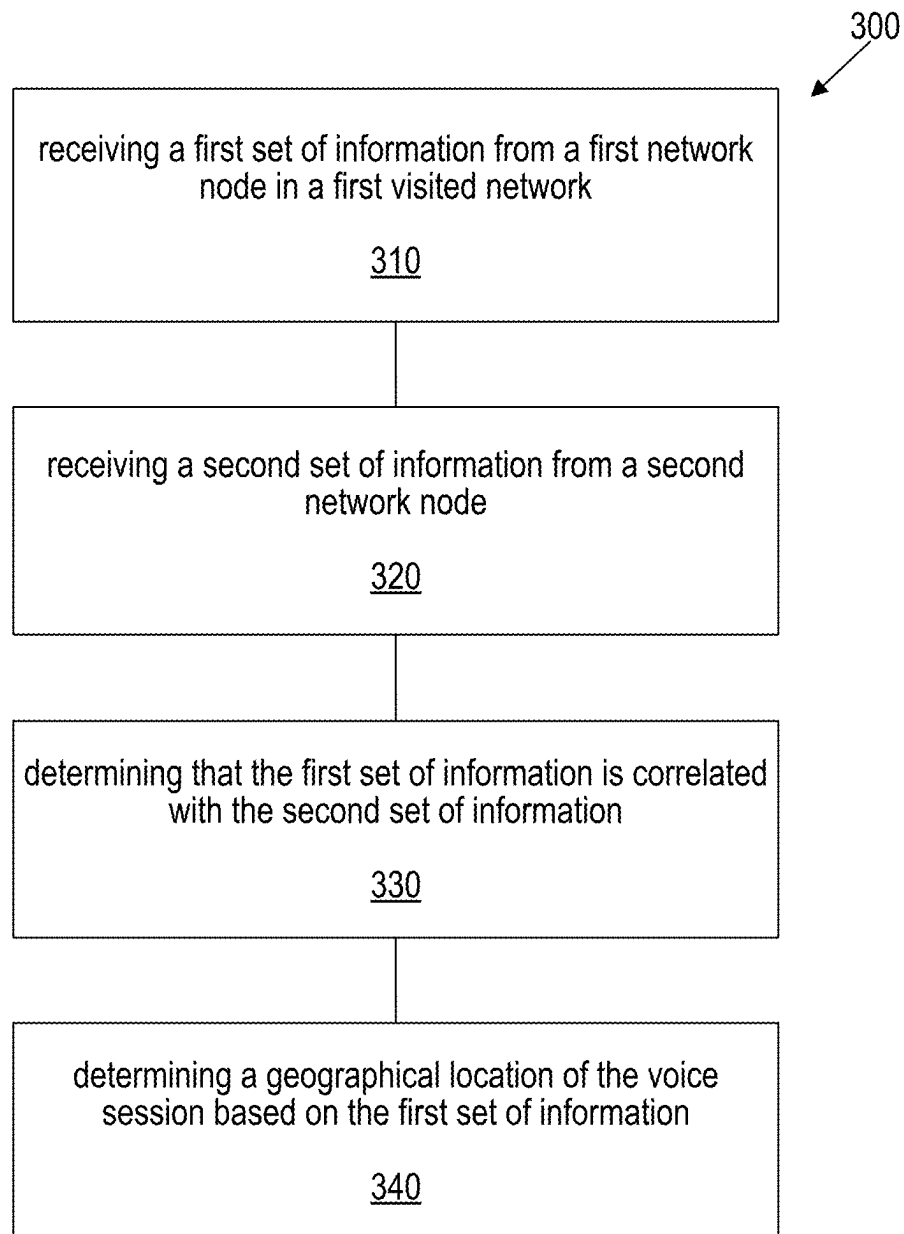 300
receiving a first set of information from a first network
node in a first visited network
310
receiving a second set of information from a second
network node
320
determining that the first set of information is correlated
with the second set of information
330
determining a geographical location of the voice
session based on the first set of information
340